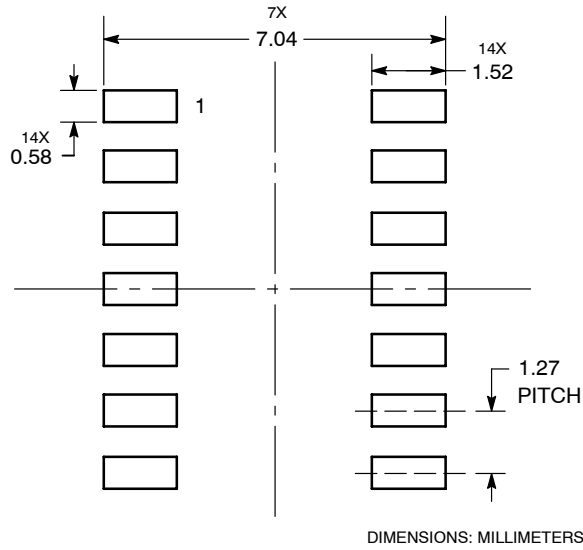 7X
7.04
14X
1.52
1
14X
0.58
1.27
PITCH
DIMENSIONS: MILLIMETERS